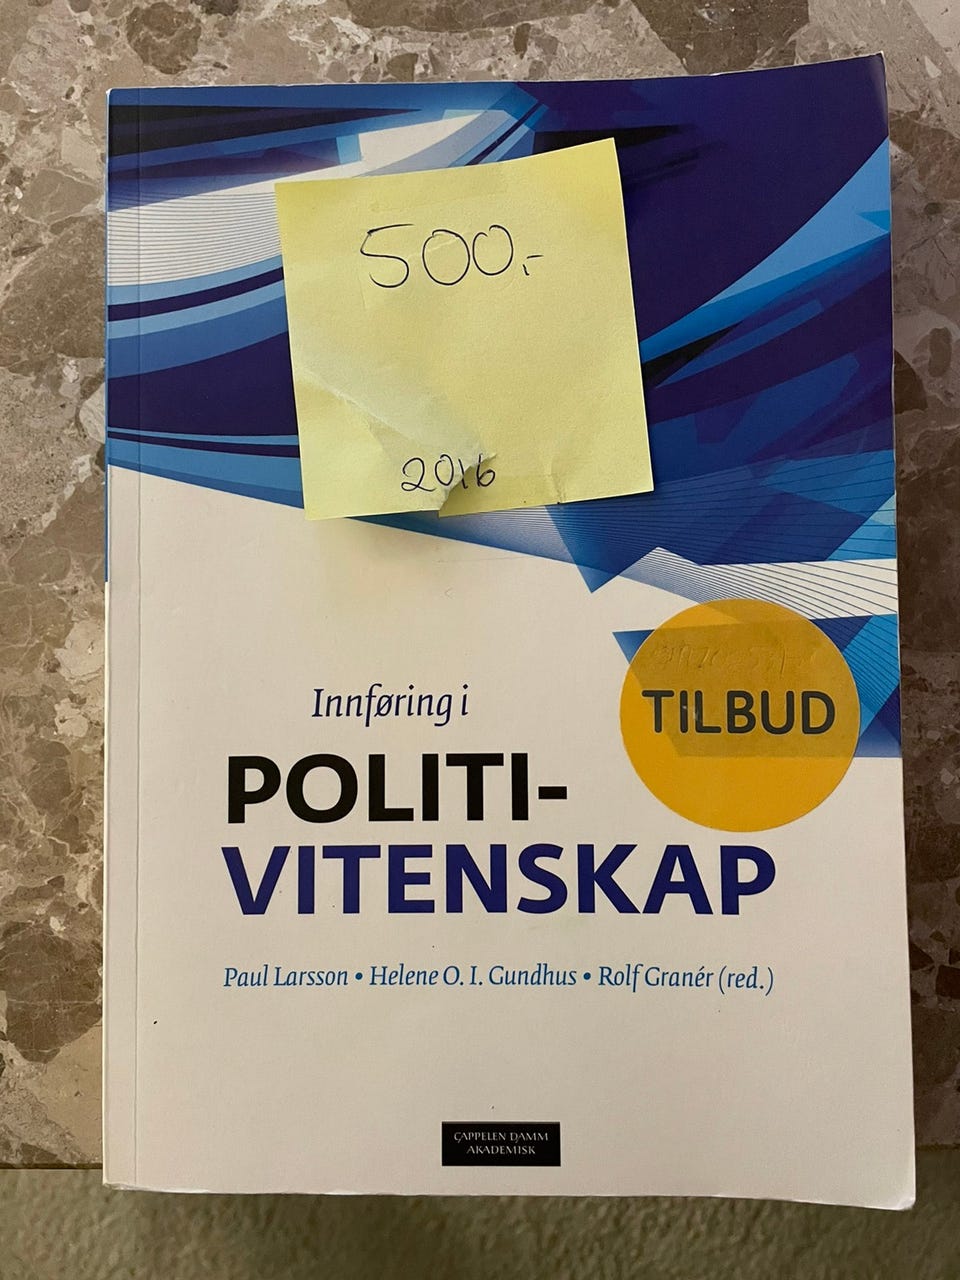 500,-
2016
TILBUD
Innføring i
POLITI-
VITENSKAP
Paul Larsson • Helene O. I. Gundhus • Rolf Granér (red.)
CAPPELEN DAMM
AKADEMISK